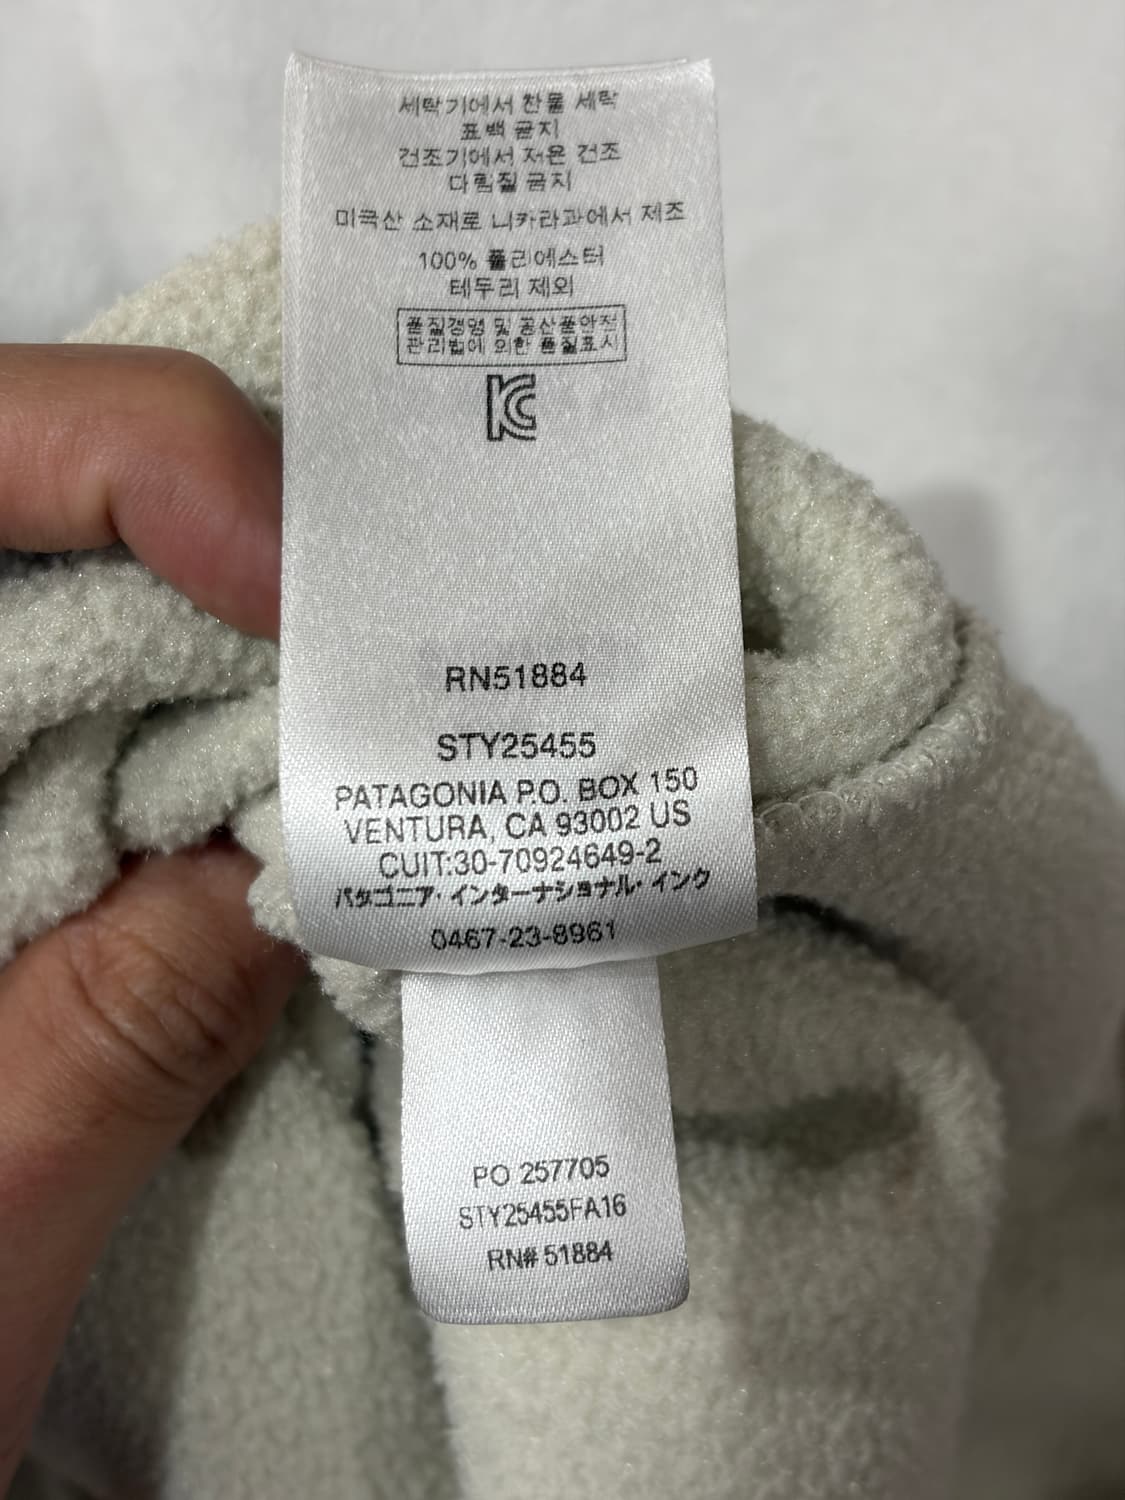 세탁기에서 찬물 세탁
표백 금지
건조기에서 저온 건조
다림질 금지
미국산 소재로 니카라과에서 제조
100% 폴리에스터
테두리 제외
품질경영 및 공산품안전
관리법에 의한 품질표시
KC
RN51884
STY25455
PATAGONIA P.O. BOX 150
VENTURA, CA 93002 US
CUIT:30-70924649-2
パタゴニア・インターナショナル・インク
0467-23-8961
PO 257705
STY25455FA16
RN# 51884